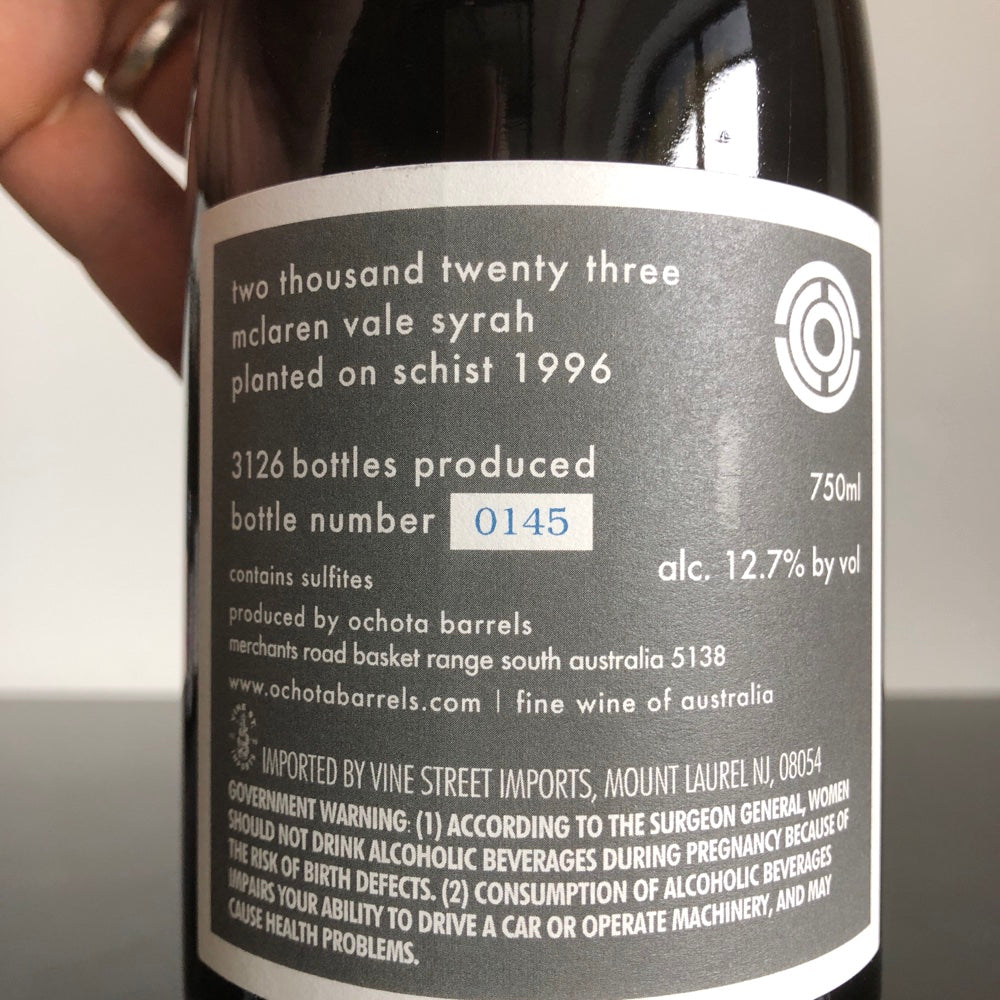 two thousand twenty three
mclaren vale syrah
planted on schist 1996
3126 bottles produced
bottle number 0145
750ml
alc. 12.7% by vol
contains sulfites
produced by ochota barrels
merchants road basket range south australia 5138
www.ochotabarrels.com | fine wine of australia
IMPORTED BY VINE STREET IMPORTS, MOUNT LAUREL NJ, 08054
GOVERNMENT WARNING: (1) ACCORDING TO THE SURGEON GENERAL, WOMEN
SHOULD NOT DRINK ALCOHOLIC BEVERAGES DURING PREGNANCY BECAUSE OF
THE RISK OF BIRTH DEFECTS. (2) CONSUMPTION OF ALCOHOLIC BEVERAGES
IMPAIRS YOUR ABILITY TO DRIVE A CAR OR OPERATE MACHINERY, AND MAY
CAUSE HEALTH PROBLEMS.